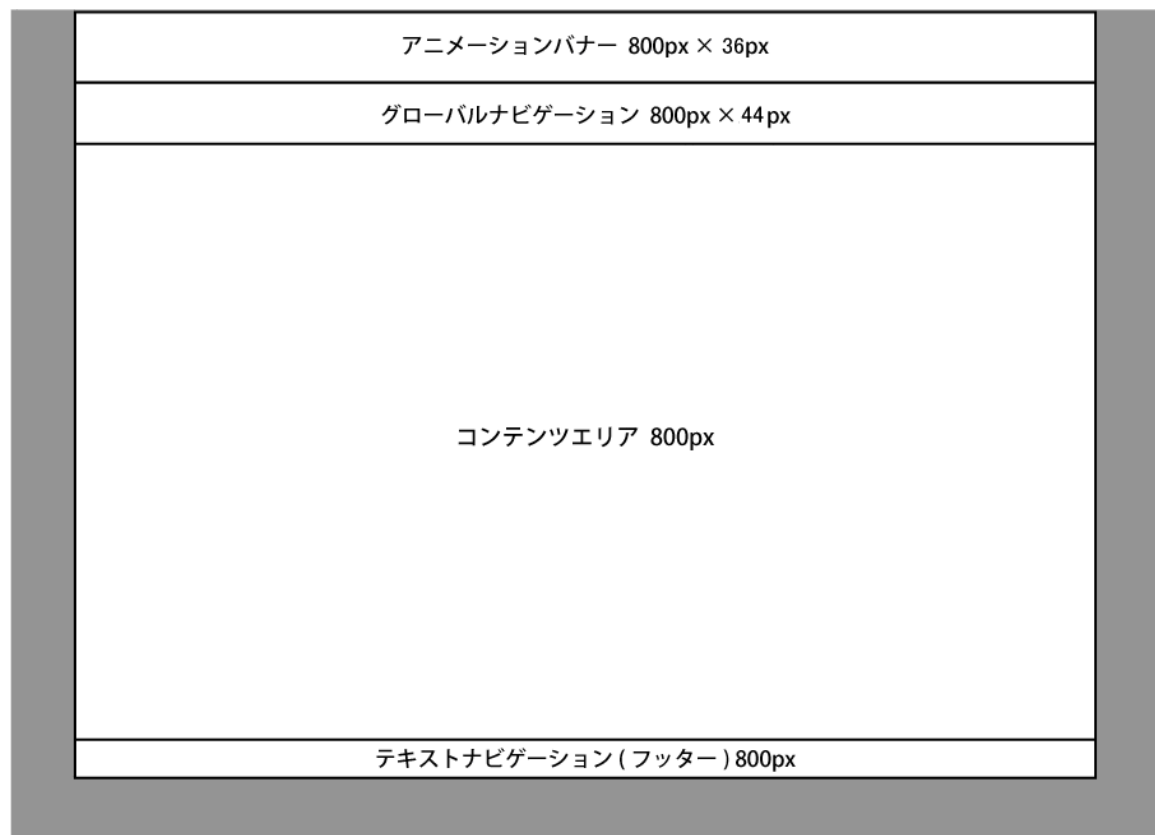 アニメーションバナー 800px × 36px
グローバルナビゲーション 800px × 44px
コンテンツエリア 800px
テキストナビゲーション ( フッター ) 800px